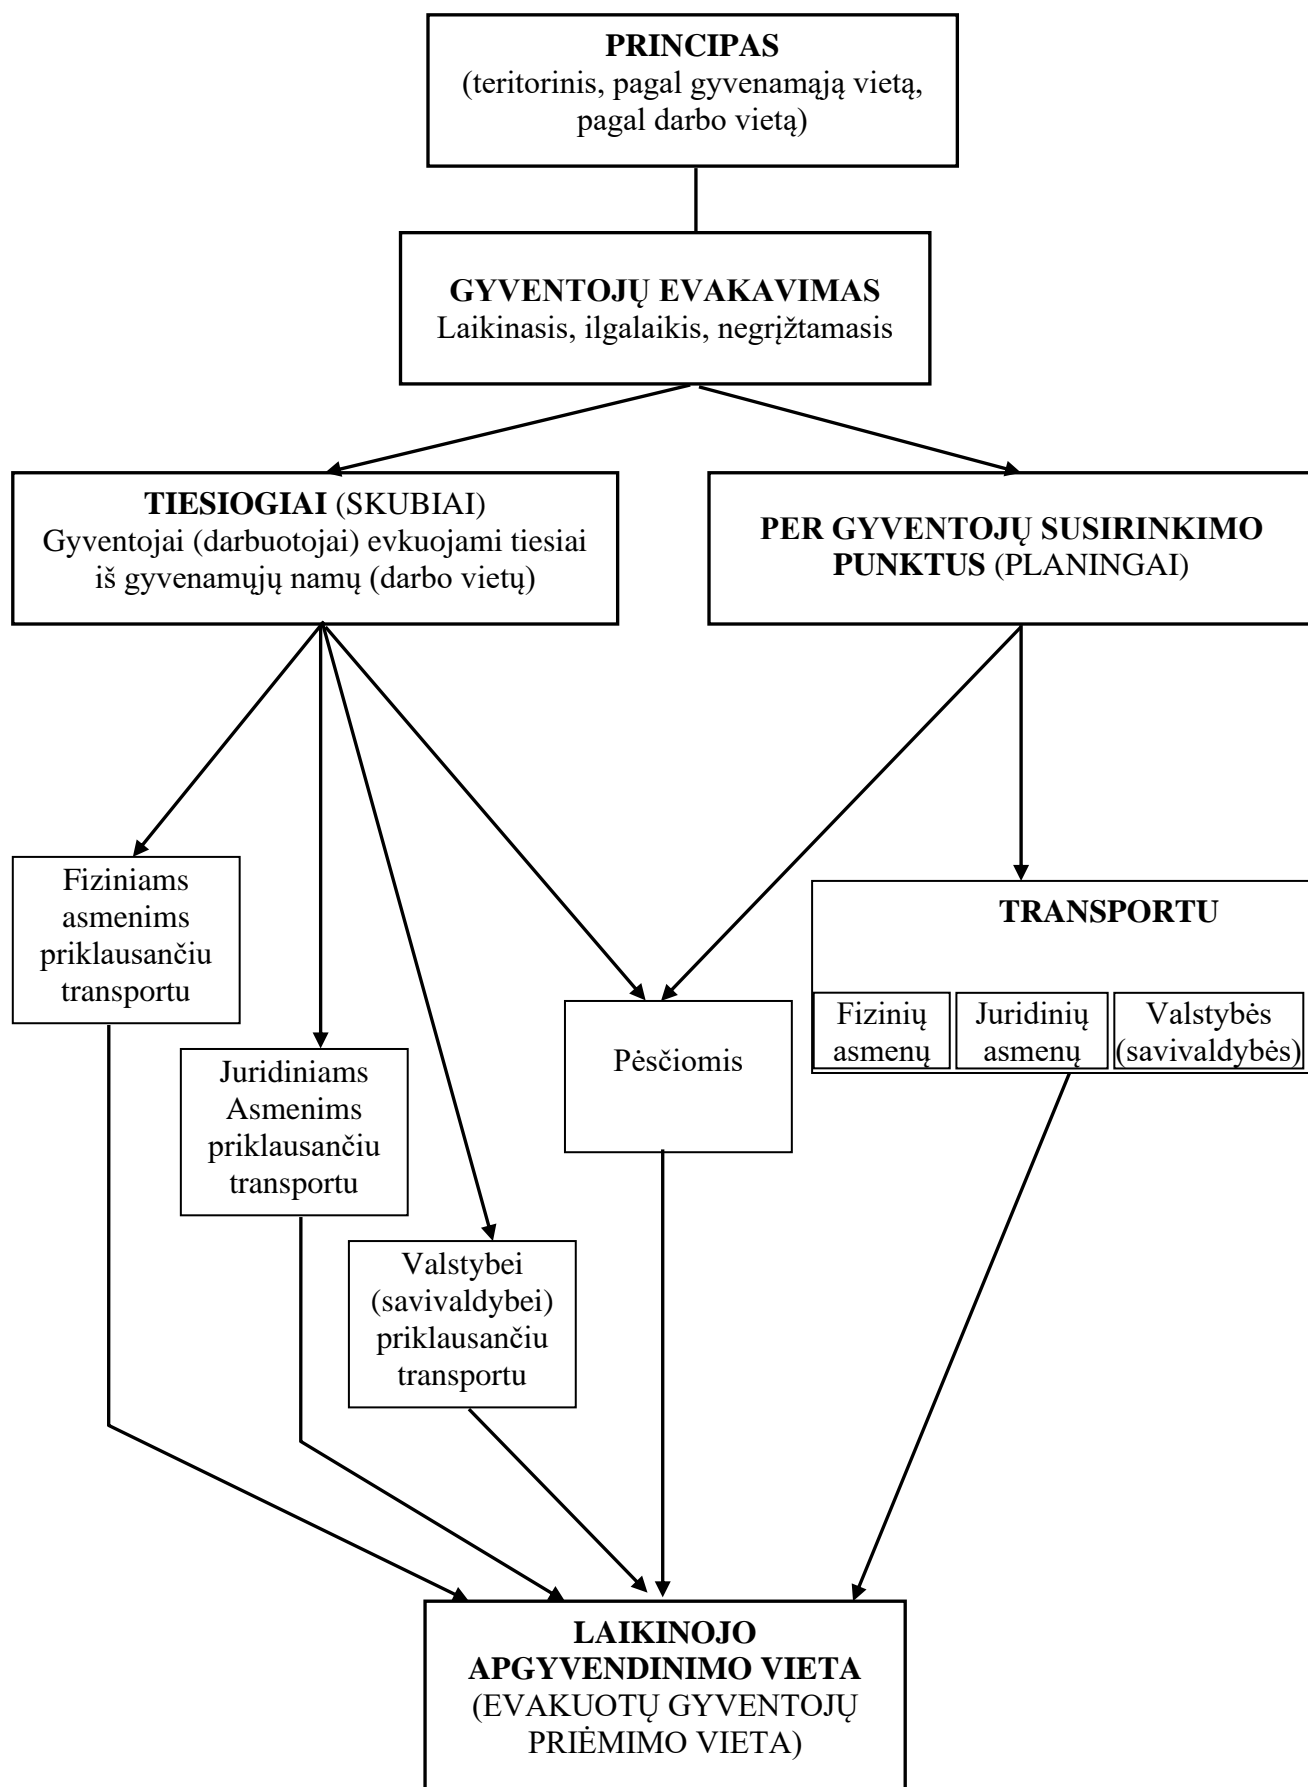 PRINCIPAS
(teritorinis, pagal gyvenamąją vietą,
pagal darbo vietą)
GYVENTOJŲ EVAKAVIMAS
Laikinasis, ilgalaikis, negrįžtamasis
TIESIOGIAI (SKUBIAI)
Gyventojai (darbuotojai) evkuojami tiesiai
iš gyvenamųjų namų (darbo vietų)
PER GYVENTOJŲ SUSIRINKIMO
PUNKTUS (PLANINGAI)
Fiziniams
asmenims
priklausančiu
transportu
Juridiniams
Asmenims
priklausančiu
transportu
Valstybei
(savivaldybei)
priklausančiu
transportu
Pėsčiomis
TRANSPORTU
Fizinių
asmenų
Juridinių
asmenų
Valstybės
(savivaldybės)
LAIKINOJO
APGYVENDINIMO VIETA
(EVAKUOTŲ GYVENTOJŲ
PRIĖMIMO VIETA)